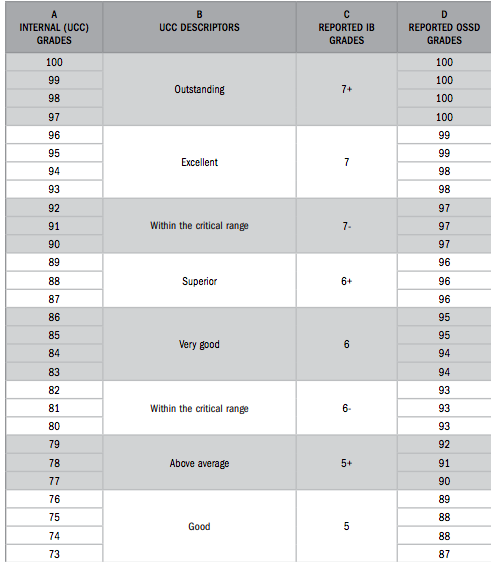 A B C D
INTERNAL (UCC) UCC DESCRIPTORS REPORTED IB REPORTED OSSD
GRADES GRADES GRADES
100 100
99 100
Outstanding 7+
98 100
97 100
96 99
95 99
Excellent 7
94 98
93 98
92 97
91 Within the critical range 7- 97
90 97
89 96
88 Superior 6+ 96
87 96
86 95
85 95
Very good 6
84 94
83 94
82 93
81 Within the critical range 6- 93
80 93
79 92
78 Above average 5+ 91
77 90
76 89
75 88
Good 5
74 88
73 87